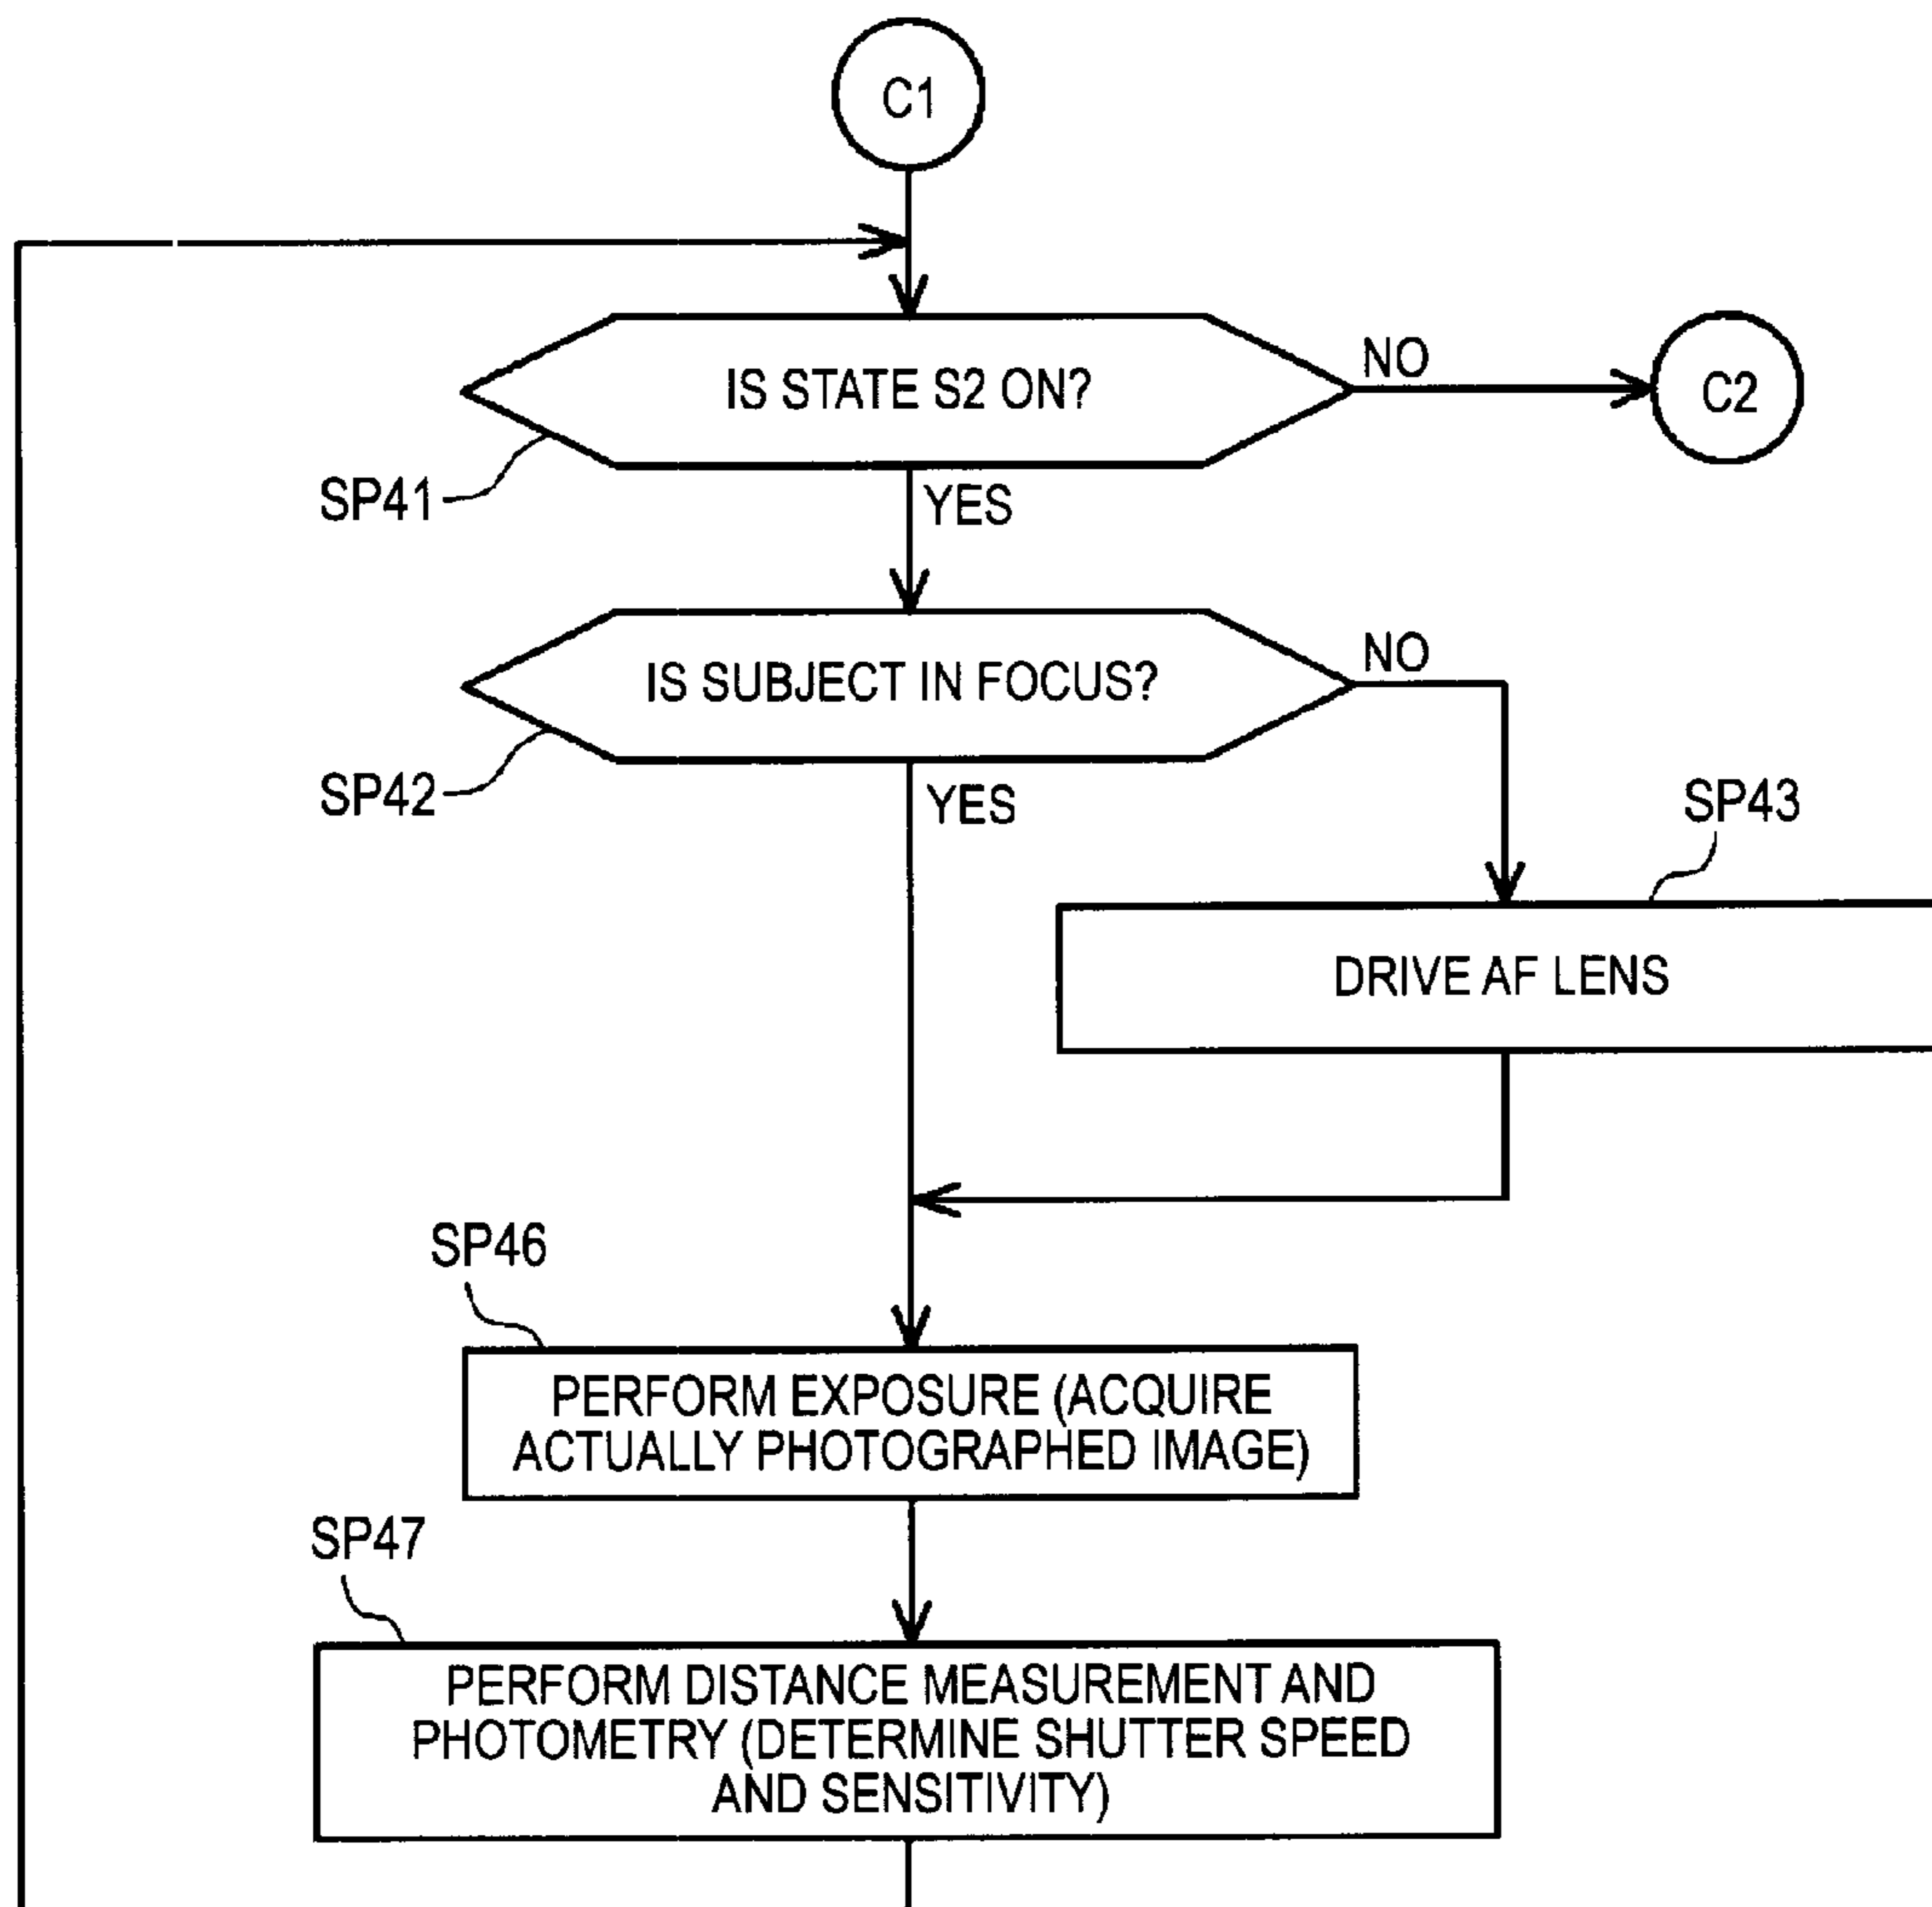 C1
IS STATE S2 ON?
NO
C2
SP41
YES
IS SUBJECT IN FOCUS?
NO
SP42
YES
SP43
DRIVE AF LENS
SP46
PERFORM EXPOSURE (ACQUIRE
ACTUALLY PHOTOGRAPHED IMAGE)
SP47
PERFORM DISTANCE MEASUREMENT AND
PHOTOMETRY (DETERMINE SHUTTER SPEED
AND SENSITIVITY)